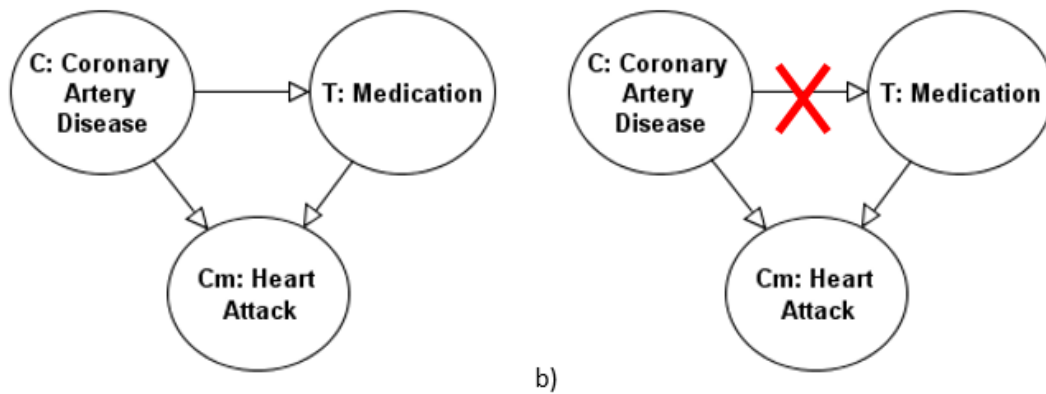 C: Coronary
Artery
Disease
T: Medication
Cm: Heart
Attack
C: Coronary
Artery
Disease
T: Medication
Cm: Heart
Attack
b)